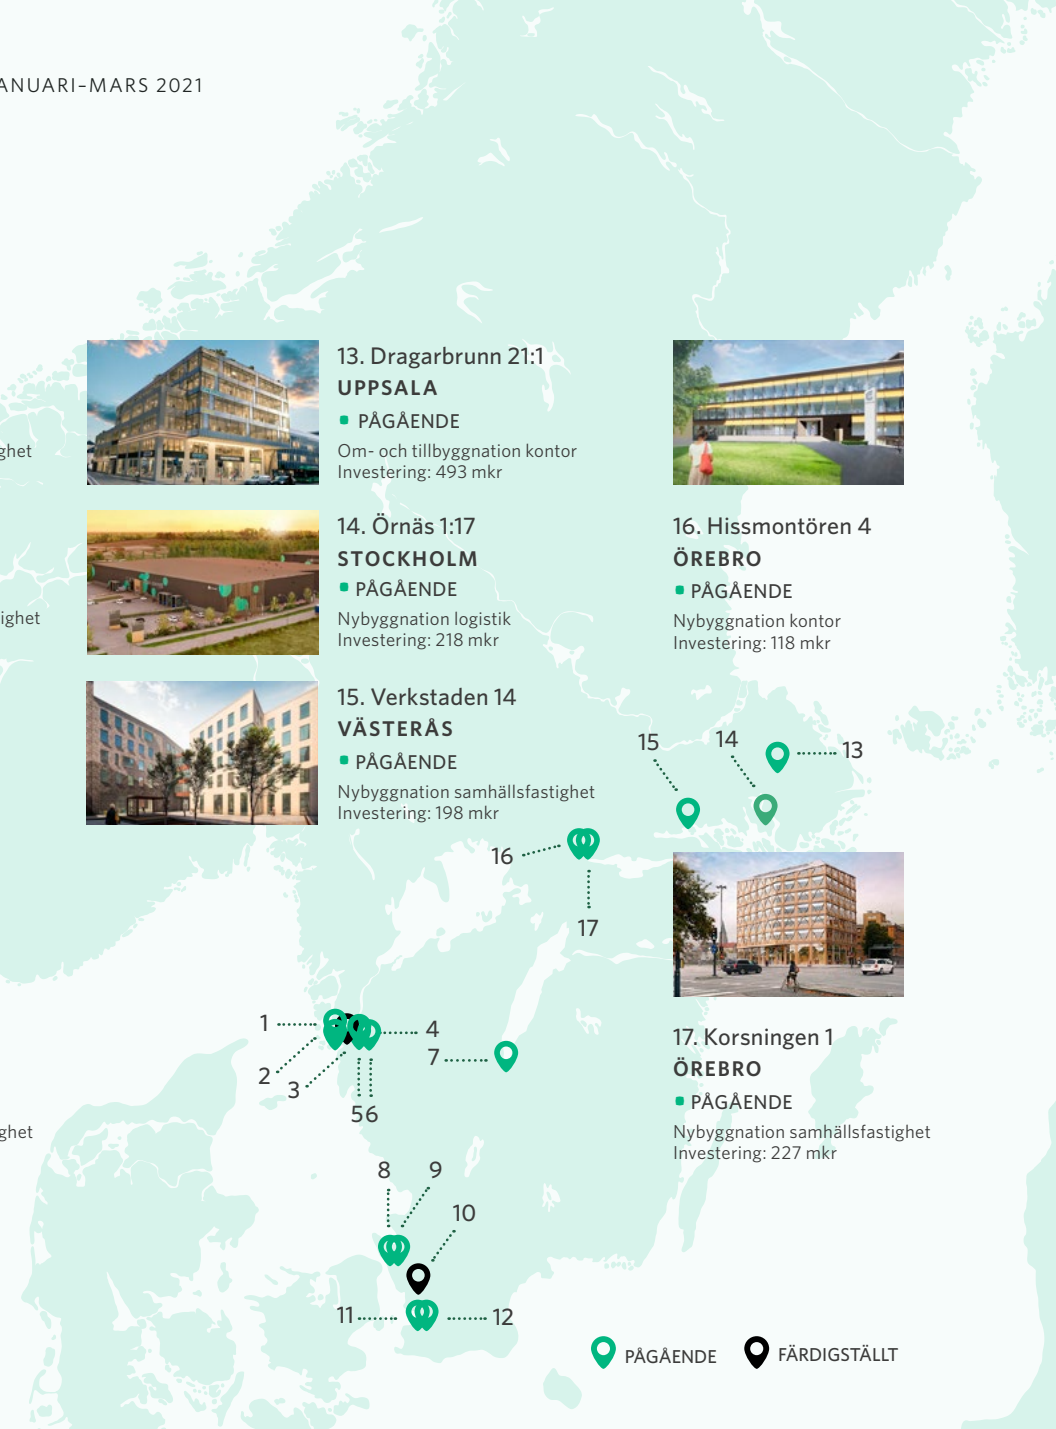 ANUARI–MARS 2021
13. Dragarbrunn 21:1
UPPSALA
PÅGÅENDE
Om- och tillbyggnation kontor
Investering: 493 mkr
ghet
14. Örnäs 1:17
STOCKHOLM
PÅGÅENDE
Nybyggnation logistik
Investering: 218 mkr
ighet
15. Verkstaden 14
VÄSTERÅS
PÅGÅENDE
Nybyggnation samhällsfastighet
Investering: 198 mkr
16. Hissmontören 4
ÖREBRO
PÅGÅENDE
Nybyggnation kontor
Investering: 118 mkr
15
14
13
16
17
17. Korsningen 1
ÖREBRO
PÅGÅENDE
Nybyggnation samhällsfastighet
Investering: 227 mkr
ghet
1
2
3
4
7
56
8
9
10
11
12
PÅGÅENDE
FÄRDIGSTÄLLT